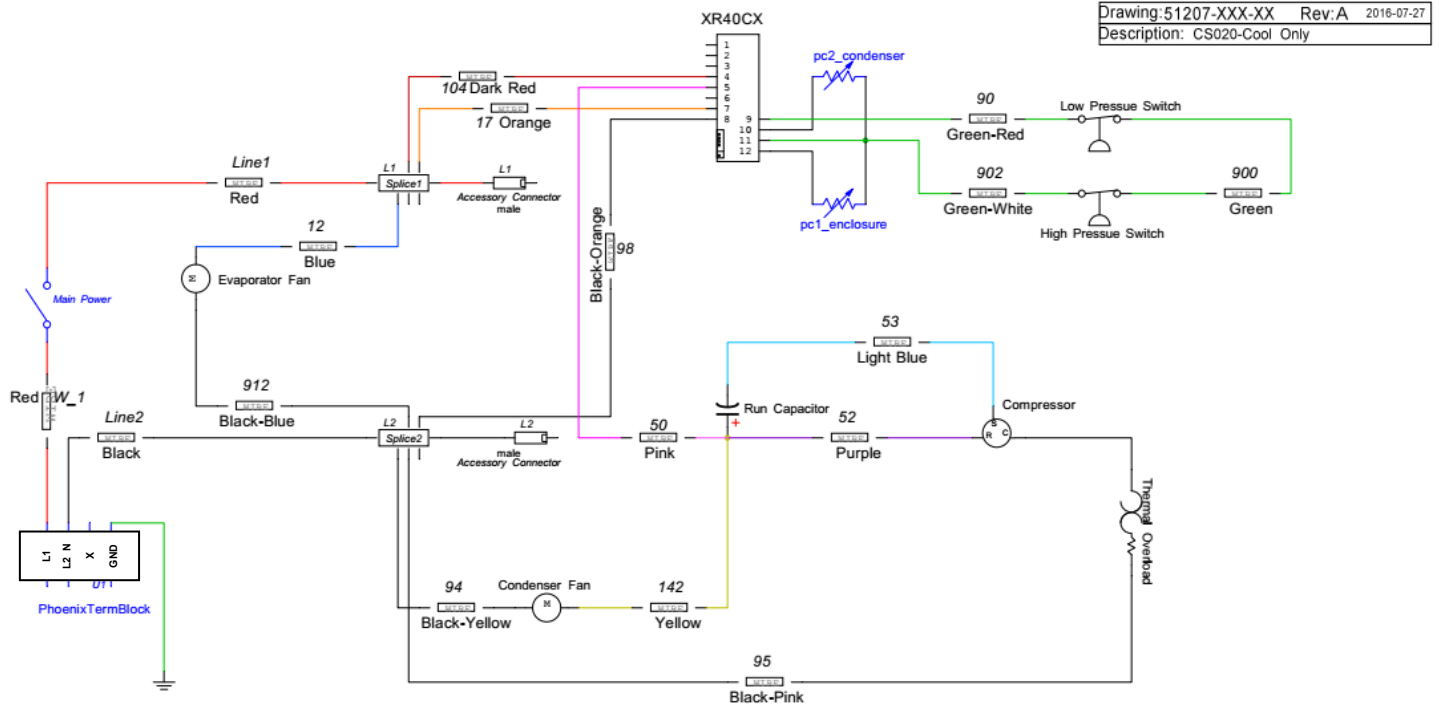 Drawing:51207-XXX-XX Rev:A 2016-07-27
Description: CS020-Cool Only
XR40CX
1
2
3
4
5
6
7
8
9
10
11
12
pc2_condenser
pc1_enclosure
104 Dark Red
17 Orange
90
Green-Red
Low Pressue Switch
902
Green-White
High Pressue Switch
900
Green
Line1
Red
L1
Splice1
L1
Accessory Connector
male
12
Blue
M
Evaporator Fan
Black-Orange
98
Main Power
Red W_1
912
Black-Blue
Line2
Black
L2
Splice2
L2
male
Accessory Connector
50
Pink
53
Light Blue
Run Capacitor
+
52
Purple
Compressor
S
R
C
Thermal Overload
L1
L2 N
X
GND
U1
PhoenixTermBlock
94
Black-Yellow
Condenser Fan
M
142
Yellow
95
Black-Pink